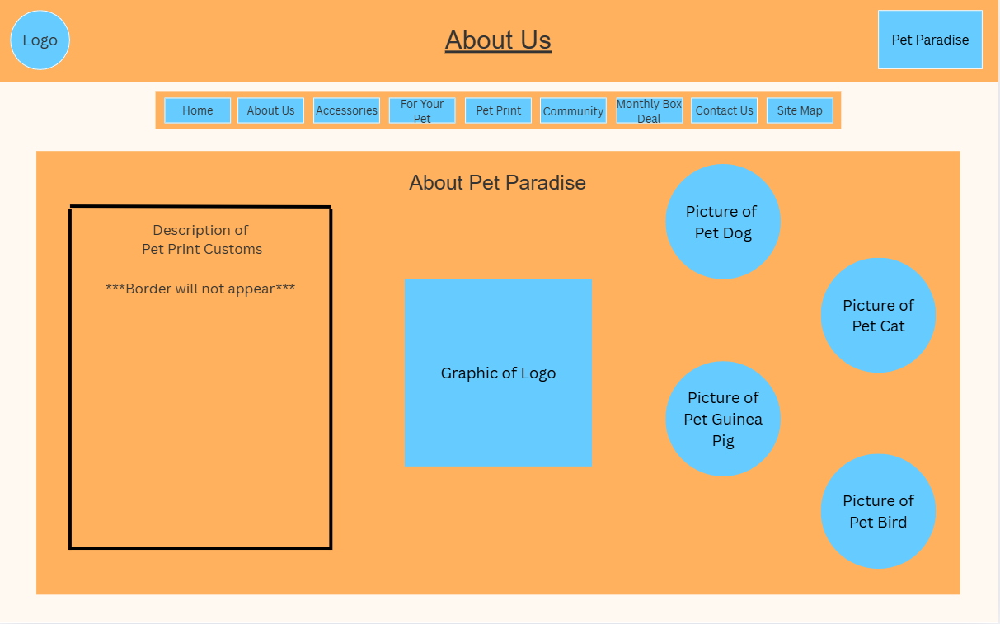 Logo
About Us
Pet Paradise
Home
About Us
Accessories
For Your
Pet
Pet Print
Community
Monthly Box
Deal
Contact Us
Site Map
About Pet Paradise
Description of
Pet Print Customs
***Border will not appear***
Graphic of Logo
Picture of
Pet Dog
Picture of
Pet Cat
Picture of
Pet Guinea
Pig
Picture of
Pet Bird